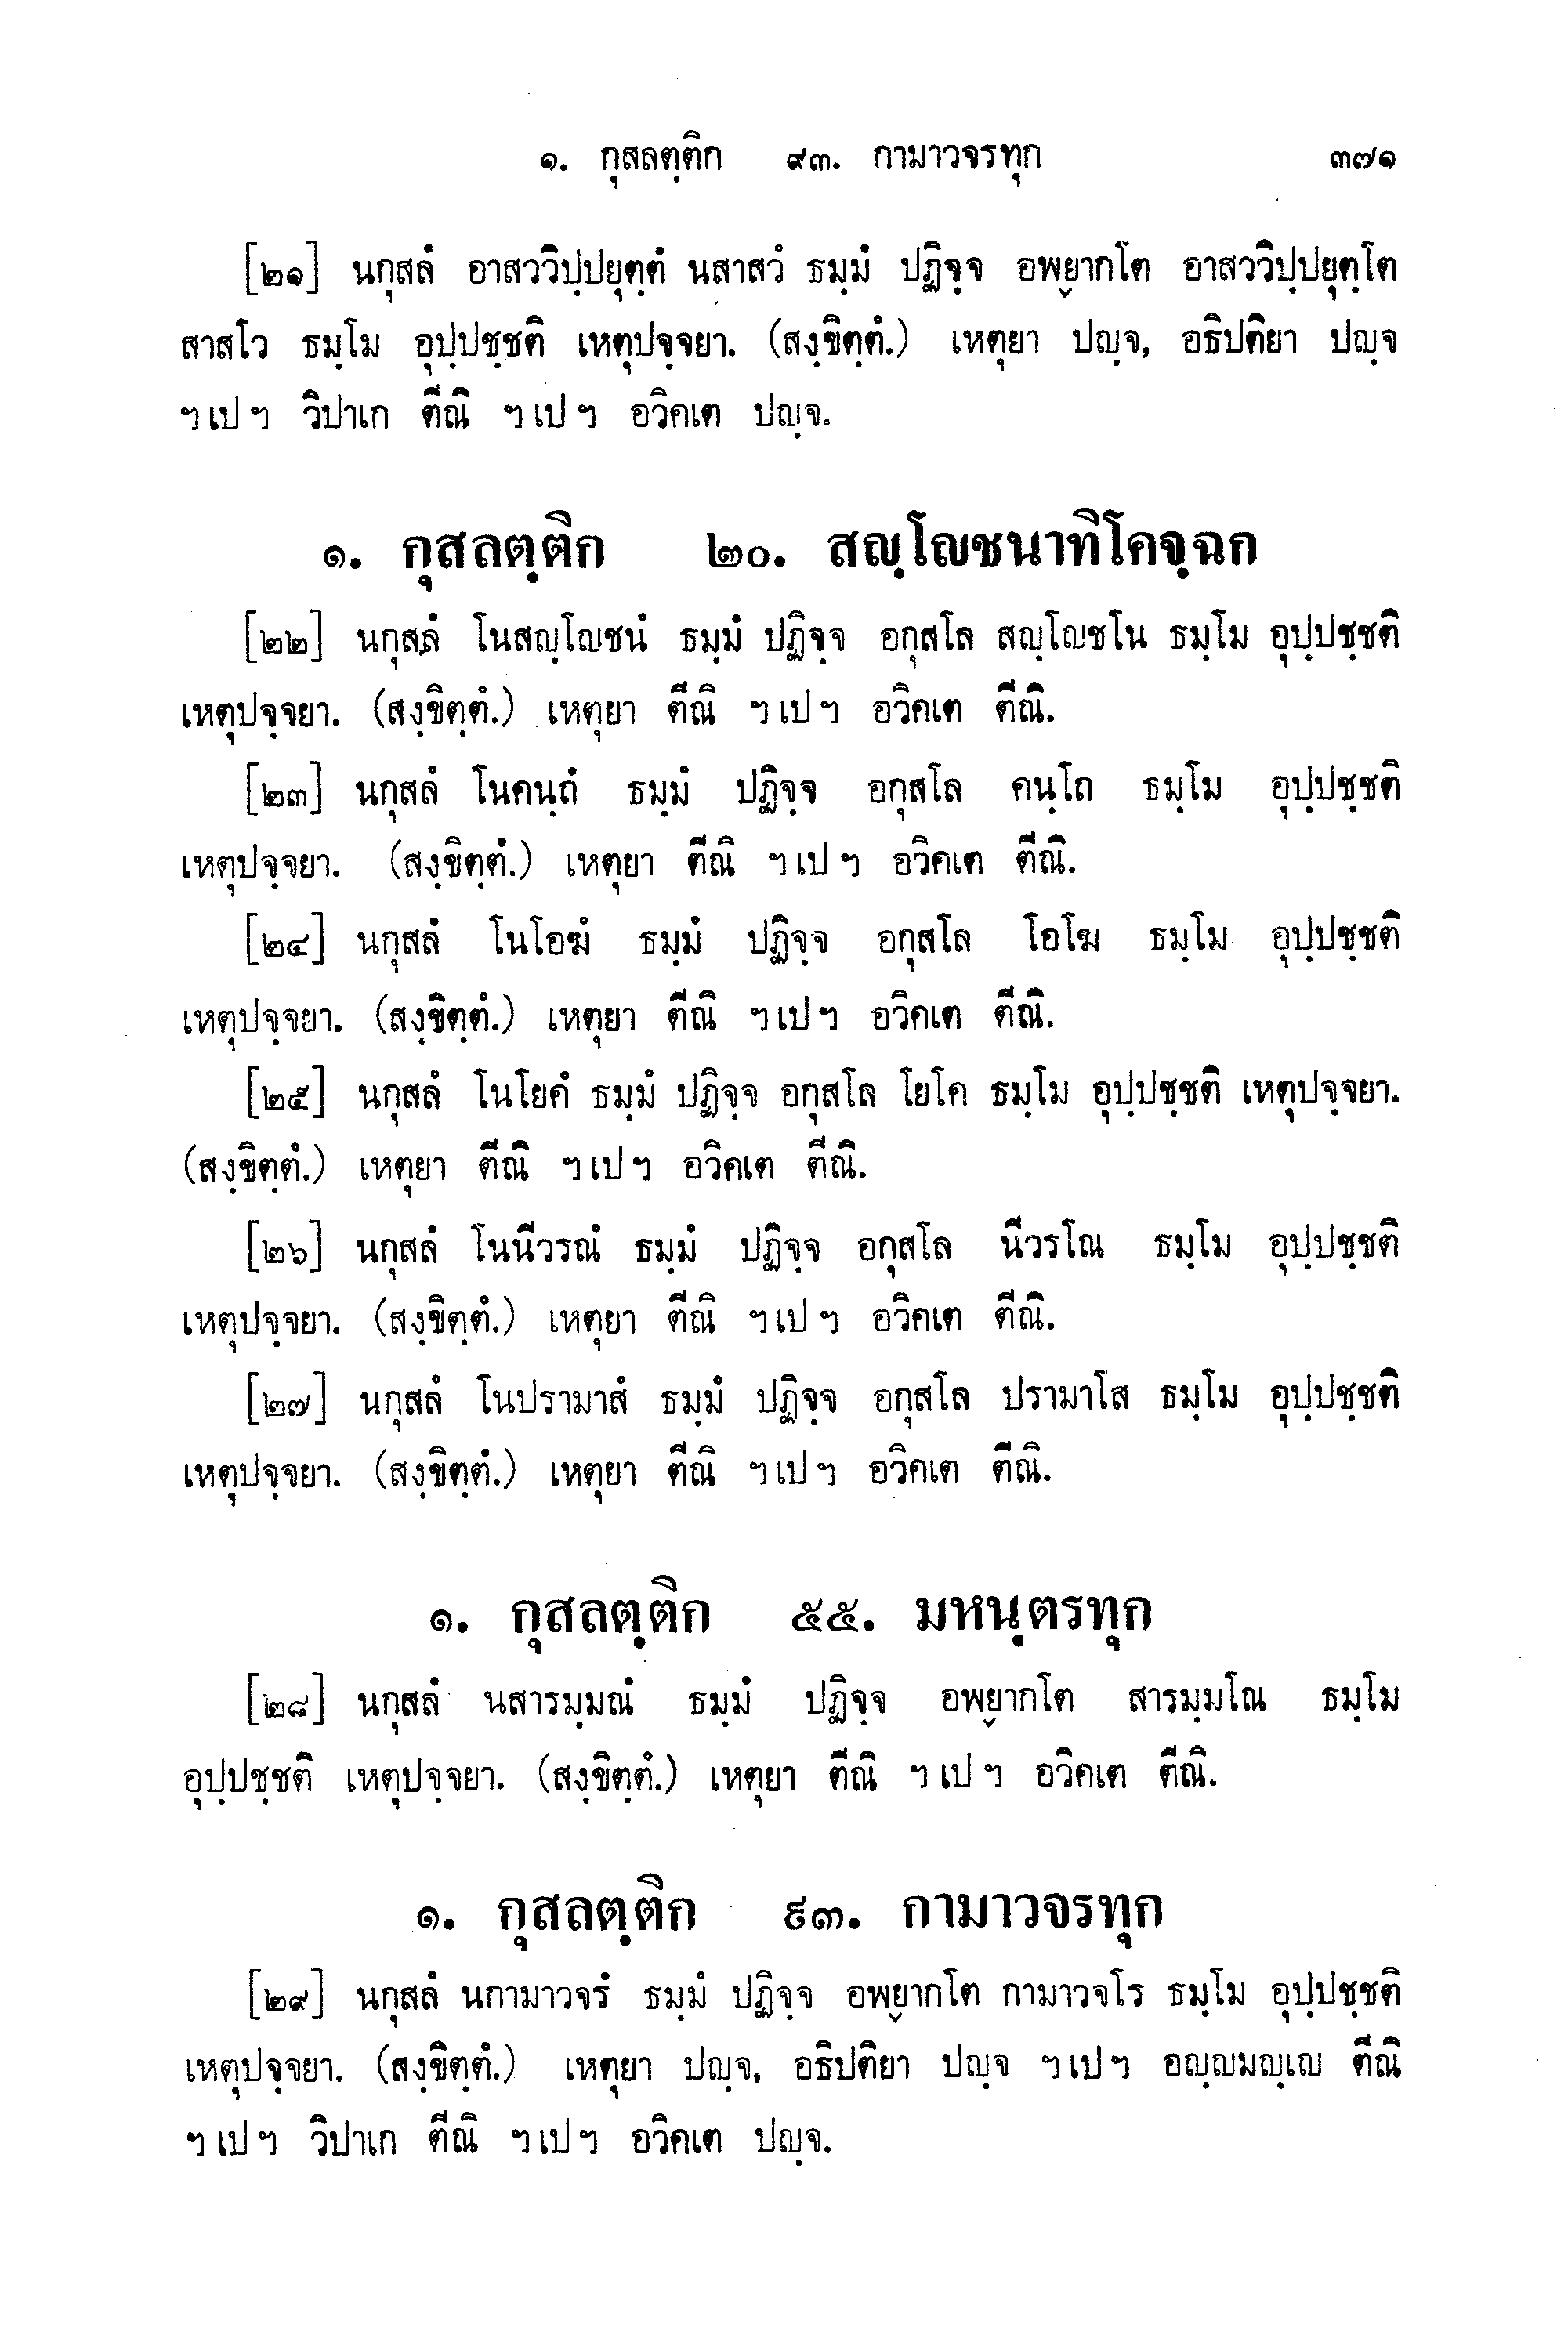 ๑. กุสลตฺติก ๙๓. กามาวจรทุก ๓๗๑
[๒๑] นกุสลํ อาสววิปฺปยุตฺตํ นสาสวํ ธมฺมํ ปฏิจฺจ อพฺยากโต อาสววิปฺปยุตฺโต
สาสโว ธมฺโม อุปฺปชฺชติ เหตุปจฺจยา. (สงฺขิตฺตํ.) เหตุยา ปญฺจ, อธิปติยา ปญฺจ
ฯ เป ฯ วิปาเก ตีณิ ฯ เป ฯ อวิคเต ปญฺจ.
๑. กุสลตฺติก ๒๐. สญฺโญชนาทิโคจฺฉก
[๒๒] นกุสลํ โนสญฺโญชนํ ธมฺมํ ปฏิจฺจ อกุสโล สญฺโญชโน ธมฺโม อุปฺปชฺชติ
เหตุปจฺจยา. (สงฺขิตฺตํ.) เหตุยา ตีณิ ฯ เป ฯ อวิคเต ตีณิ.
[๒๓] นกุสลํ โนคนฺถํ ธมฺมํ ปฏิจฺจ อกุสโล คนฺโถ ธมฺโม อุปฺปชฺชติ
เหตุปจฺจยา. (สงฺขิตฺตํ.) เหตุยา ตีณิ ฯ เป ฯ อวิคเต ตีณิ.
[๒๔] นกุสลํ โนโอฆํ ธมฺมํ ปฏิจฺจ อกุสโล โอโฆ ธมฺโม อุปฺปชฺชติ
เหตุปจฺจยา. (สงฺขิตฺตํ.) เหตุยา ตีณิ ฯ เป ฯ อวิคเต ตีณิ.
[๒๕] นกุสลํ โนโยคํ ธมฺมํ ปฏิจฺจ อกุสโล โยโค ธมฺโม อุปฺปชฺชติ เหตุปจฺจยา.
(สงฺขิตฺตํ.) เหตุยา ตีณิ ฯ เป ฯ อวิคเต ตีณิ.
[๒๖] นกุสลํ โนนีวรณํ ธมฺมํ ปฏิจฺจ อกุสโล นีวรโณ ธมฺโม อุปฺปชฺชติ
เหตุปจฺจยา. (สงฺขิตฺตํ.) เหตุยา ตีณิ ฯ เป ฯ อวิคเต ตีณิ.
[๒๗] นกุสลํ โนปรามาสํ ธมฺมํ ปฏิจฺจ อกุสโล ปรามาโส ธมฺโม อุปฺปชฺชติ
เหตุปจฺจยา. (สงฺขิตฺตํ.) เหตุยา ตีณิ ฯ เป ฯ อวิคเต ตีณิ.
๑. กุสลตฺติก ๕๕. มหนฺตรทุก
[๒๘] นกุสลํ นสารมฺมณํ ธมฺมํ ปฏิจฺจ อพฺยากโต สารมฺมโณ ธมฺโม
อุปฺปชฺชติ เหตุปจฺจยา. (สงฺขิตฺตํ.) เหตุยา ตีณิ ฯ เป ฯ อวิคเต ตีณิ.
๑. กุสลตฺติก ๙๓. กามาวจรทุก
[๒๙] นกุสลํ นกามาวจรํ ธมฺมํ ปฏิจฺจ อพฺยากโต กามาวจโร ธมฺโม อุปฺปชฺชติ
เหตุปจฺจยา. (สงฺขิตฺตํ.) เหตุยา ปญฺจ, อธิปติยา ปญฺจ ฯ เป ฯ อญฺญมญฺเญ ตีณิ
ฯ เป ฯ วิปาเก ตีณิ ฯ เป ฯ อวิคเต ปญฺจ.